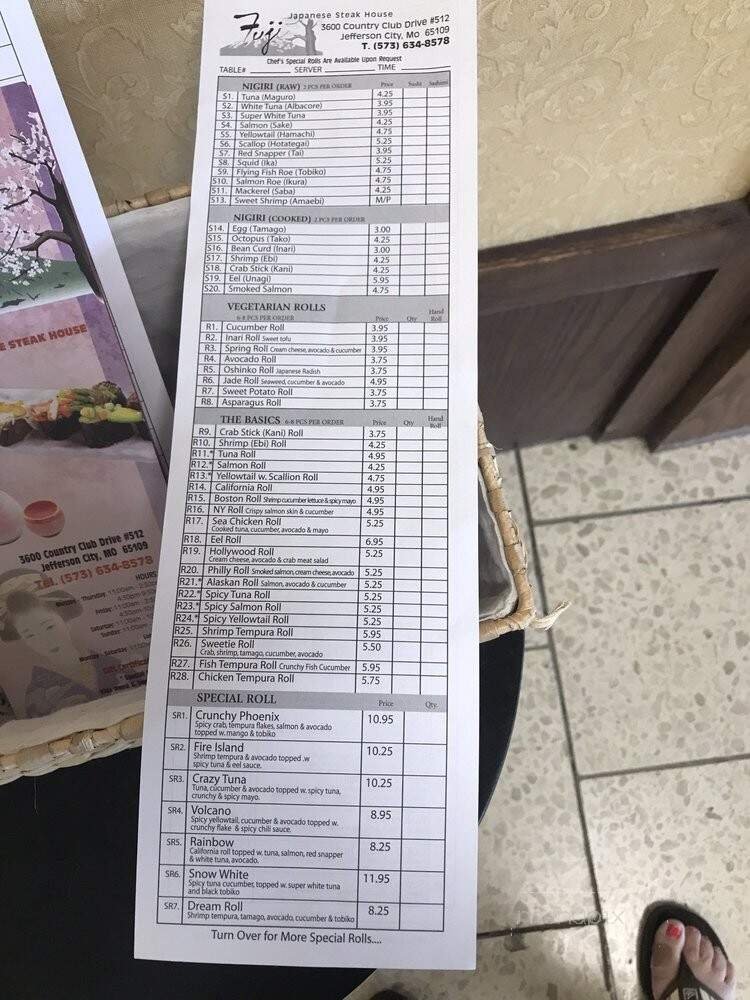 Fuji
Japanese Steak House
3600 Country Club Drive #512
Jefferson City, Mo 65109
T. (573) 634-8578
Chef's Special Rolls Are Available Upon Request
TABLE# SERVER TIME
NIGIRI (RAW) 2 PCS PER ORDER Price Sushi Sashimi
S1. Tuna (Maguro) 4.25
S2. White Tuna (Albacore) 3.95
S3. Super White Tuna 3.95
S4. Salmon (Sake) 4.25
S5. Yellowtail (Hamachi) 4.75
S6. Scallop (Hotategai) 5.25
S7. Red Snapper (Tai) 3.95
S8. Squid (Ika) 5.25
S9. Flying Fish Roe (Tobiko) 4.75
S10. Salmon Roe (Ikura) 4.75
S11. Mackerel (Saba) 4.25
S13. Sweet Shrimp (Amaebi) M/P
NIGIRI (COOKED) 2 PCS PER ORDER
S14. Egg (Tamago) 3.00
S15. Octopus (Tako) 4.25
S16. Bean Curd (Inari) 3.00
S17. Shrimp (Ebi) 4.25
S18. Crab Stick (Kani) 4.25
S19. Eel (Unagi) 5.95
S20. Smoked Salmon 4.75
VEGETARIAN ROLLS
6-8 PCS PER ORDER Price Qty Hand Roll
R1. Cucumber Roll 3.95
R2. Inari Roll Sweet tofu 3.95
R3. Spring Roll Cream cheese, avocado & cucumber 3.95
R4. Avocado Roll 3.75
R5. Oshinko Roll Japanese Radish 3.75
R6. Jade Roll Seaweed, cucumber & avocado 4.95
R7. Sweet Potato Roll 3.75
R8. Asparagus Roll 3.75
THE BASICS 6-8 PCS PER ORDER Price Qty Hand Roll
R9. Crab Stick (Kani) Roll 3.75
R10. Shrimp (Ebi) Roll 4.25
R11.* Tuna Roll 4.95
R12.* Salmon Roll 4.25
R13.* Yellowtail w. Scallion Roll 4.75
R14. California Roll 4.95
R15. Boston Roll Shrimp cucumber lettuce & spicy mayo 4.95
R16. NY Roll Crispy salmon skin & cucumber 4.95
R17. Sea Chicken Roll 5.25
Cooked tuna, cucumber, avocado & mayo
R18. Eel Roll 6.95
R19. Hollywood Roll 5.25
Cream cheese, avocado & crab meat salad
R20. Philly Roll Smoked salmon, cream cheese, avocado 5.25
R21.* Alaskan Roll Salmon, avocado & cucumber 5.25
R22.* Spicy Tuna Roll 5.25
R23.* Spicy Salmon Roll 5.25
R24.* Spicy Yellowtail Roll 5.25
R25. Shrimp Tempura Roll 5.95
R26. Sweetie Roll 5.50
Crab, shrimp, tamago, cucumber, avocado
R27. Fish Tempura Roll Crunchy Fish Cucumber 5.95
R28. Chicken Tempura Roll 5.75
SPECIAL ROLL Price Qty.
SR1. Crunchy Phoenix 10.95
Spicy crab, tempura flakes, salmon & avocado
topped w. mango & tobiko
SR2. Fire Island 10.25
Shrimp tempura & avocado topped .w
spicy tuna & eel sauce.
SR3. Crazy Tuna 10.25
Tuna, cucumber & avocado topped w. spicy tuna,
crunchy & spicy mayo.
SR4. Volcano 8.95
Spicy yellowtail, cucumber & avocado topped w.
crunchy flake & spicy chili sauce.
SR5. Rainbow 8.25
California roll topped w. tuna, salmon, red snapper
& white tuna, avocado.
SR6. Snow White 11.95
Spicy tuna cucumber, topped w. super white tuna
and black tobiko
SR7. Dream Roll 8.25
Shrimp tempura, tamago, avocado, cucumber & tobiko
Turn Over for More Special Rolls....
E STEAK HOUSE
3600 Country Club Drive #512
Jefferson City, MO 65109
TEL. (573) 634-8578
HOURS